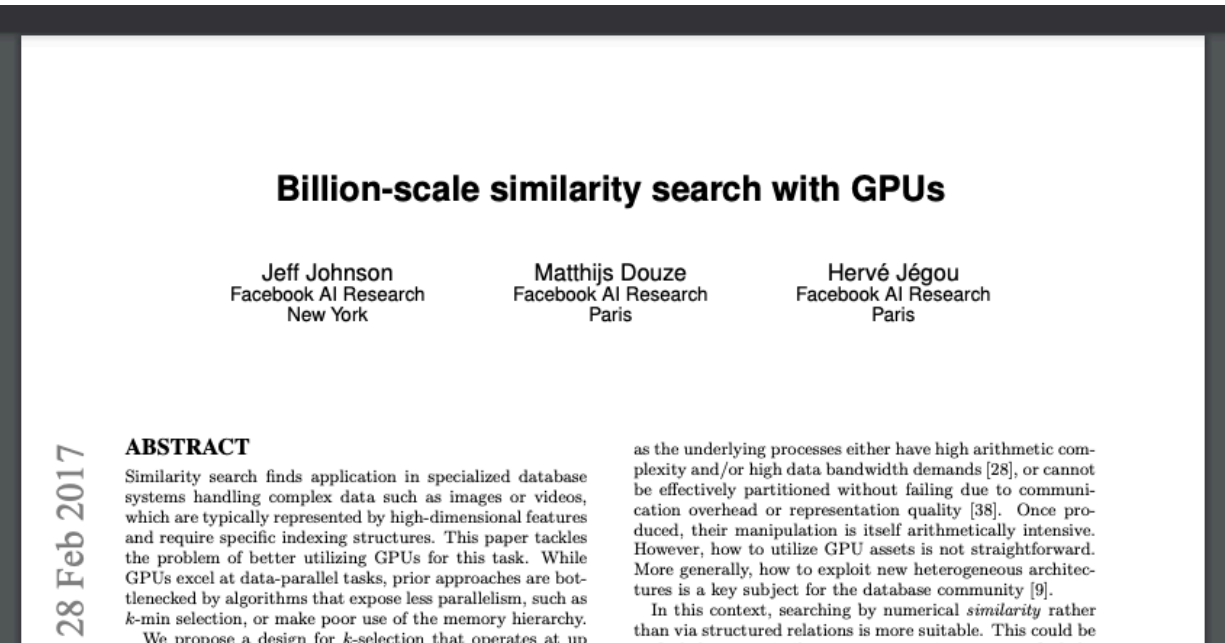 Billion-scale similarity search with GPUs
Jeff Johnson
Facebook AI Research
New York
Matthijs Douze
Facebook AI Research
Paris
Hervé Jégou
Facebook AI Research
Paris
28 Feb 2017
ABSTRACT
Similarity search finds application in specialized database
systems handling complex data such as images or videos,
which are typically represented by high-dimensional features
and require specific indexing structures. This paper tackles
the problem of better utilizing GPUs for this task. While
GPUs excel at data-parallel tasks, prior approaches are bot-
tlenecked by algorithms that expose less parallelism, such as
k-min selection, or make poor use of the memory hierarchy.
We propose a design for k-selection that operates at up
as the underlying processes either have high arithmetic com-
plexity and/or high data bandwidth demands [28], or cannot
be effectively partitioned without failing due to communi-
cation overhead or representation quality [38]. Once pro-
duced, their manipulation is itself arithmetically intensive.
However, how to utilize GPU assets is not straightforward.
More generally, how to exploit new heterogeneous architec-
tures is a key subject for the database community [9].
In this context, searching by numerical similarity rather
than via structured relations is more suitable. This could be